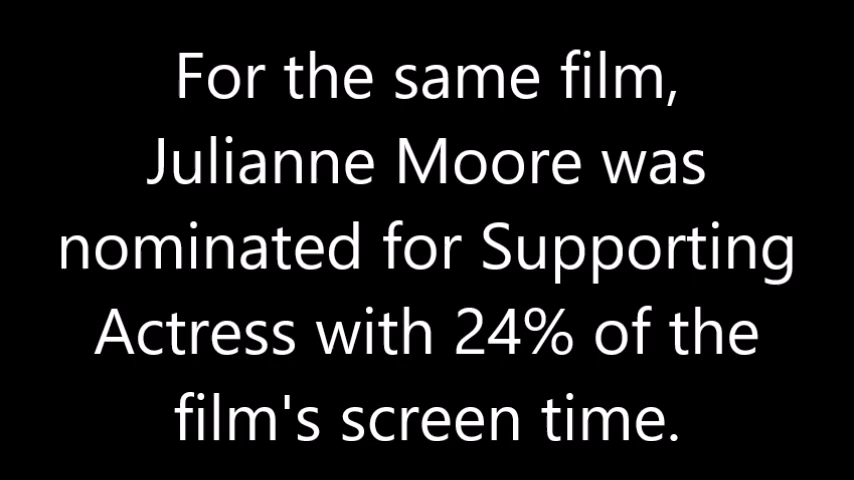 For the same film,
Julianne Moore was
nominated for Supporting
Actress with 24% of the
film's screen time.